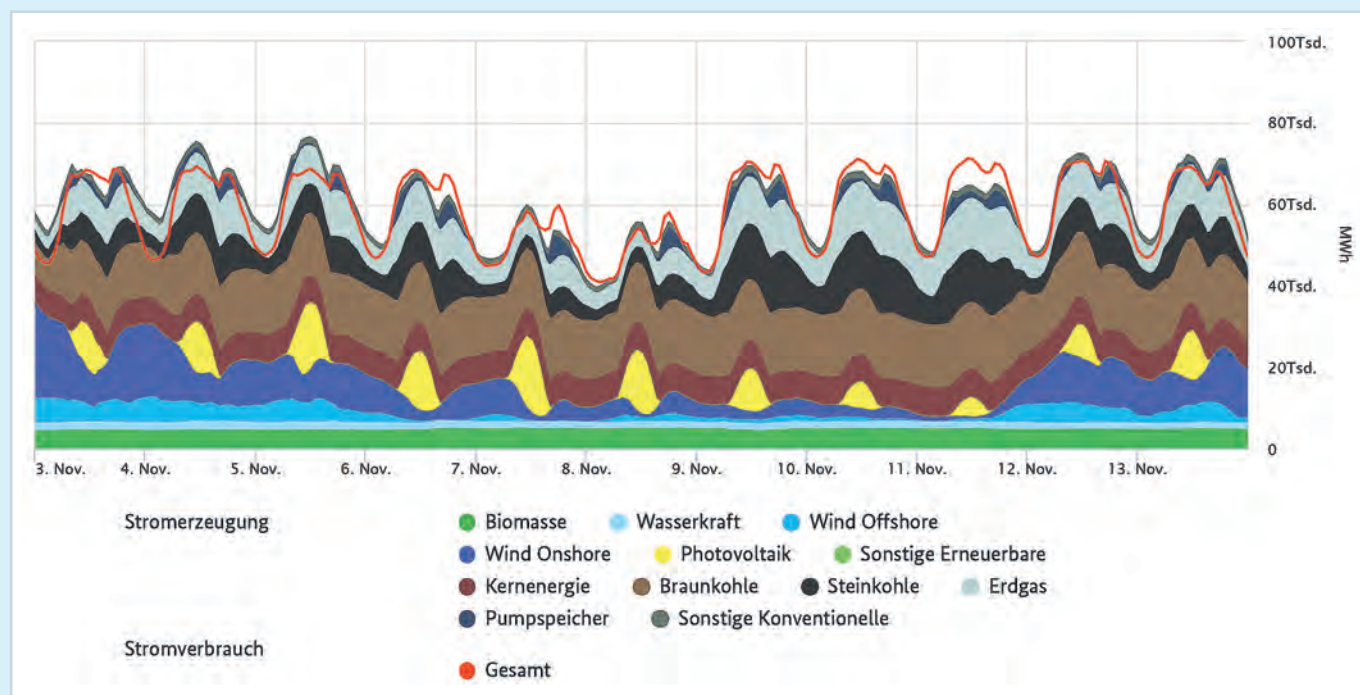 100Tsd.
80Tsd.
60Tsd.
40Tsd.
20Tsd.
0
MWh
3. Nov. 4. Nov. 5. Nov. 6. Nov. 7. Nov. 8. Nov. 9. Nov. 10. Nov. 11. Nov. 12. Nov. 13. Nov.
Stromerzeugung Biomasse Wasserkraft Wind Offshore
Wind Onshore Photovoltaik Sonstige Erneuerbare
Kernenergie Braunkohle Steinkohle Erdgas
Pumpspeicher Sonstige Konventionelle
Stromverbrauch
Gesamt